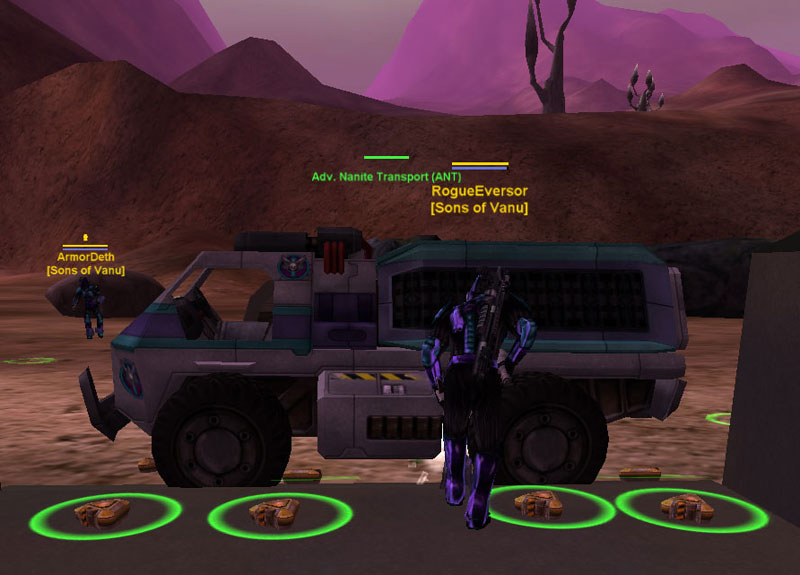 Adv. Nanite Transport (ANT)
RogueEversor
[Sons of Vanu]
ArmorDeth
[Sons of Vanu]